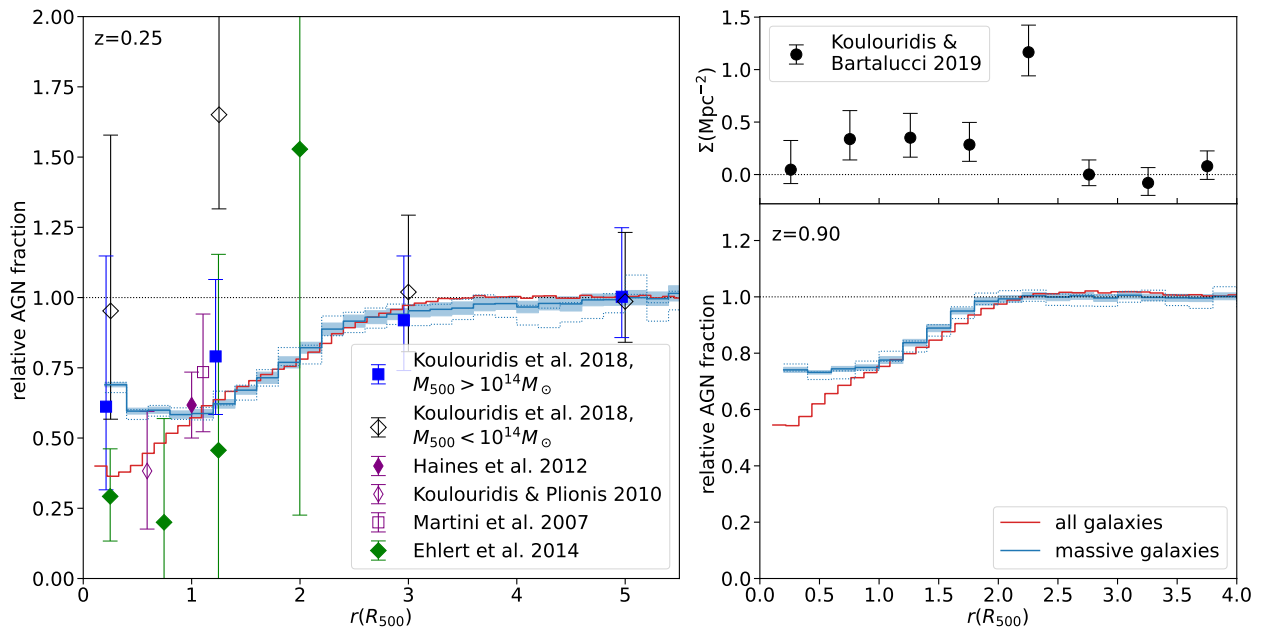 z=0.25
relative AGN fraction
2.00
1.75
1.50
1.25
1.00
0.75
0.50
0.25
0.00
0 1 2 3 4 5
r(R500)
Koulouridis et al. 2018,
M500 > 10^14 M⊙
Koulouridis et al. 2018,
M500 < 10^14 M⊙
Haines et al. 2012
Koulouridis & Plionis 2010
Martini et al. 2007
Ehlert et al. 2014
Σ(Mpc⁻²)
1.5
1.0
0.5
0.0
Koulouridis &
Bartalucci 2019
z=0.90
relative AGN fraction
1.2
1.0
0.8
0.6
0.4
0.2
0.0
all galaxies
massive galaxies
0.0 0.5 1.0 1.5 2.0 2.5 3.0 3.5 4.0
r(R500)